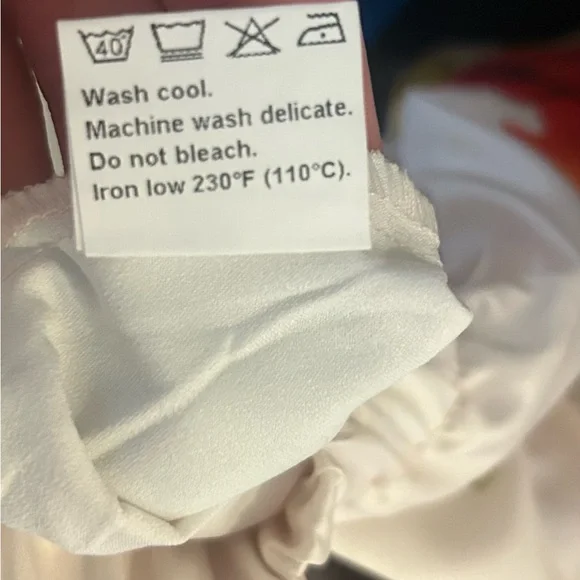 40°
Wash cool.
Machine wash delicate.
Do not bleach.
Iron low 230°F (110°C).